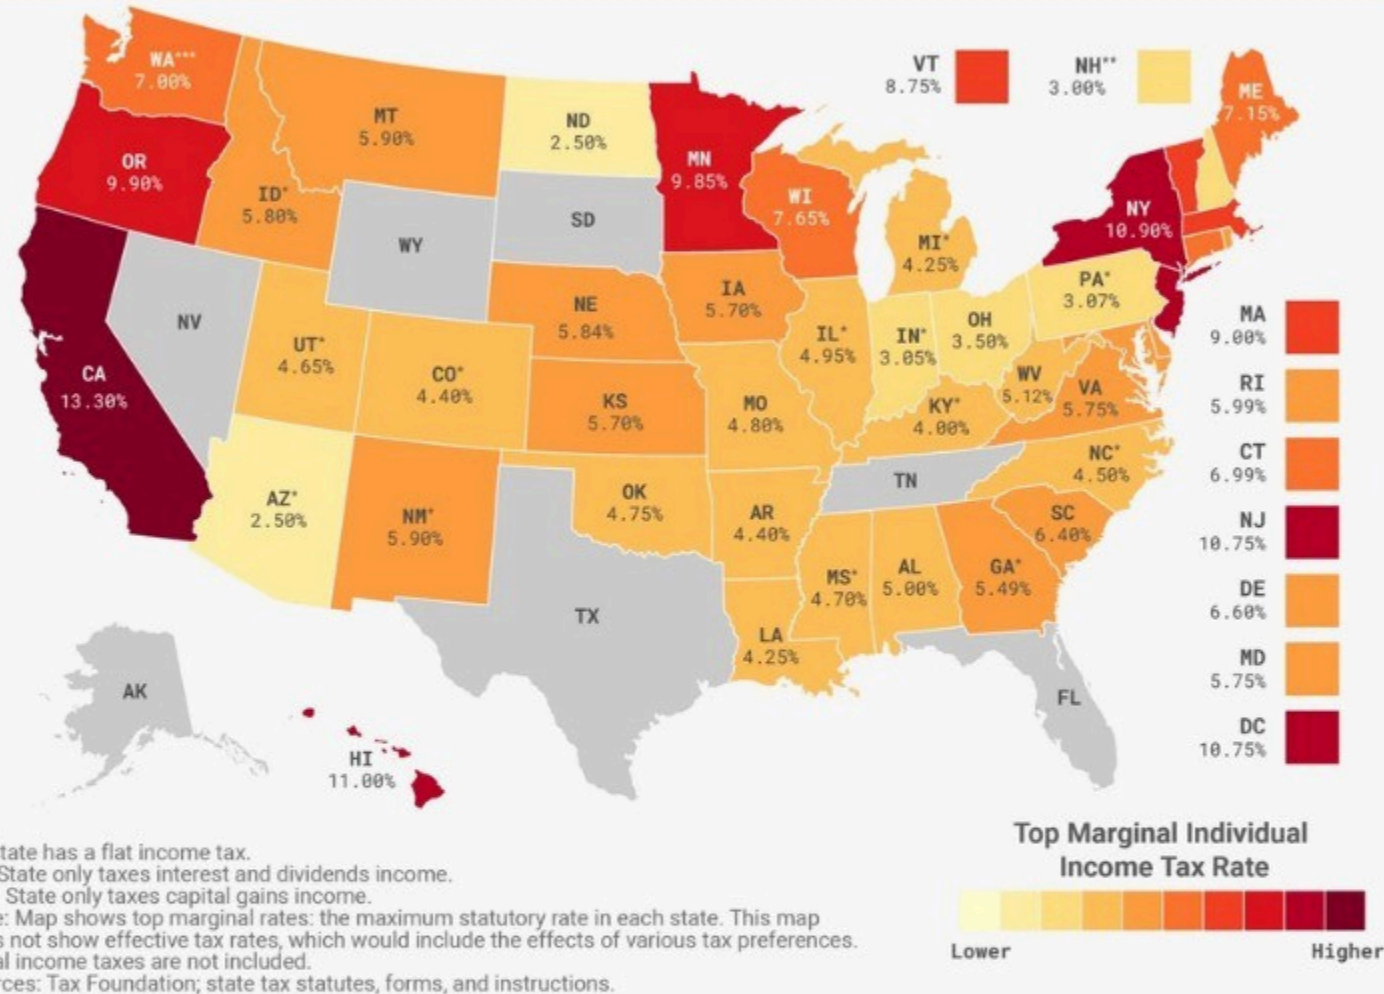 WA***
7.00%
MT
5.90%
ND
2.50%
MN
9.85%
VT
8.75%
NH**
3.00%
ME
7.15%
OR
9.90%
ID*
5.80%
WY
SD
WI
7.65%
MI*
4.25%
NY
10.90%
NV
UT*
4.65%
CO*
4.40%
NE
5.84%
IA
5.70%
IL*
4.95%
IN*
3.05%
OH
3.50%
PA*
3.07%
CA
13.30%
KS
5.70%
MO
4.80%
KY*
4.00%
WV
5.12%
VA
5.75%
AZ*
2.50%
NM*
5.90%
OK
4.75%
AR
4.40%
TN
NC*
4.50%
SC
6.40%
TX
LA
4.25%
MS*
4.70%
AL
5.00%
GA*
5.49%
FL
AK
HI
11.00%
MA
9.00%
RI
5.99%
CT
6.99%
NJ
10.75%
DE
6.60%
MD
5.75%
DC
10.75%
tate has a flat income tax.
State only taxes interest and dividends income.
State only taxes capital gains income.
e: Map shows top marginal rates: the maximum statutory rate in each state. This map
s not show effective tax rates, which would include the effects of various tax preferences.
al income taxes are not included.
rces: Tax Foundation; state tax statutes, forms, and instructions.
Top Marginal Individual
Income Tax Rate
Lower
Higher